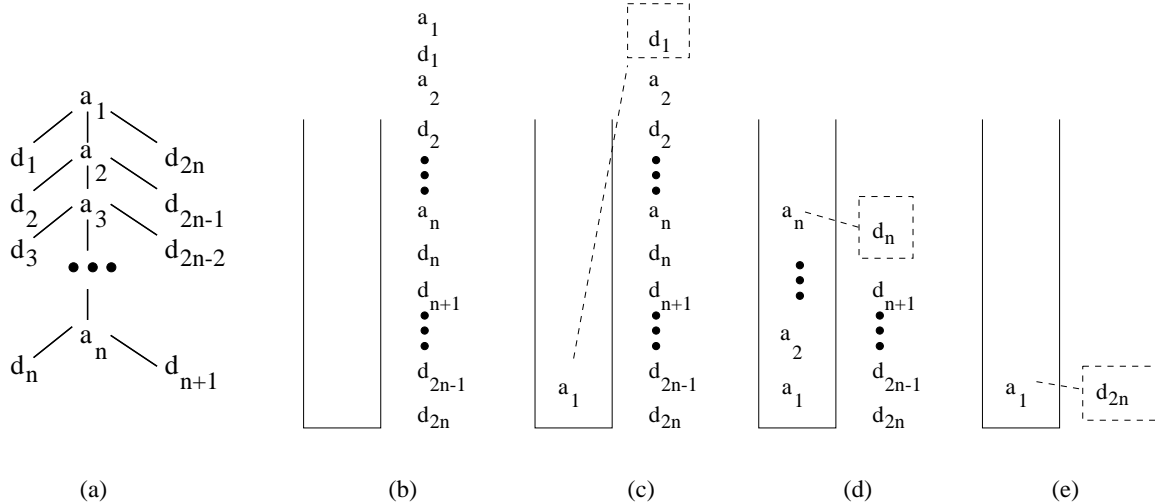 a1
d1 a2 d2n
d2 a3 d2n-1
d3 d2n-2
• • •
an
dn dn+1
(a)
a1
d1
a2
d2
•
•
•
an
dn
dn+1
•
•
•
d2n-1
d2n
(b)
d1
a2
d2
•
•
•
an
dn
dn+1
•
•
•
d2n-1
a1
d2n
(c)
an
dn
•
•
•
dn+1
•
•
•
a2
d2n-1
a1
d2n
(d)
a1 d2n
(e)